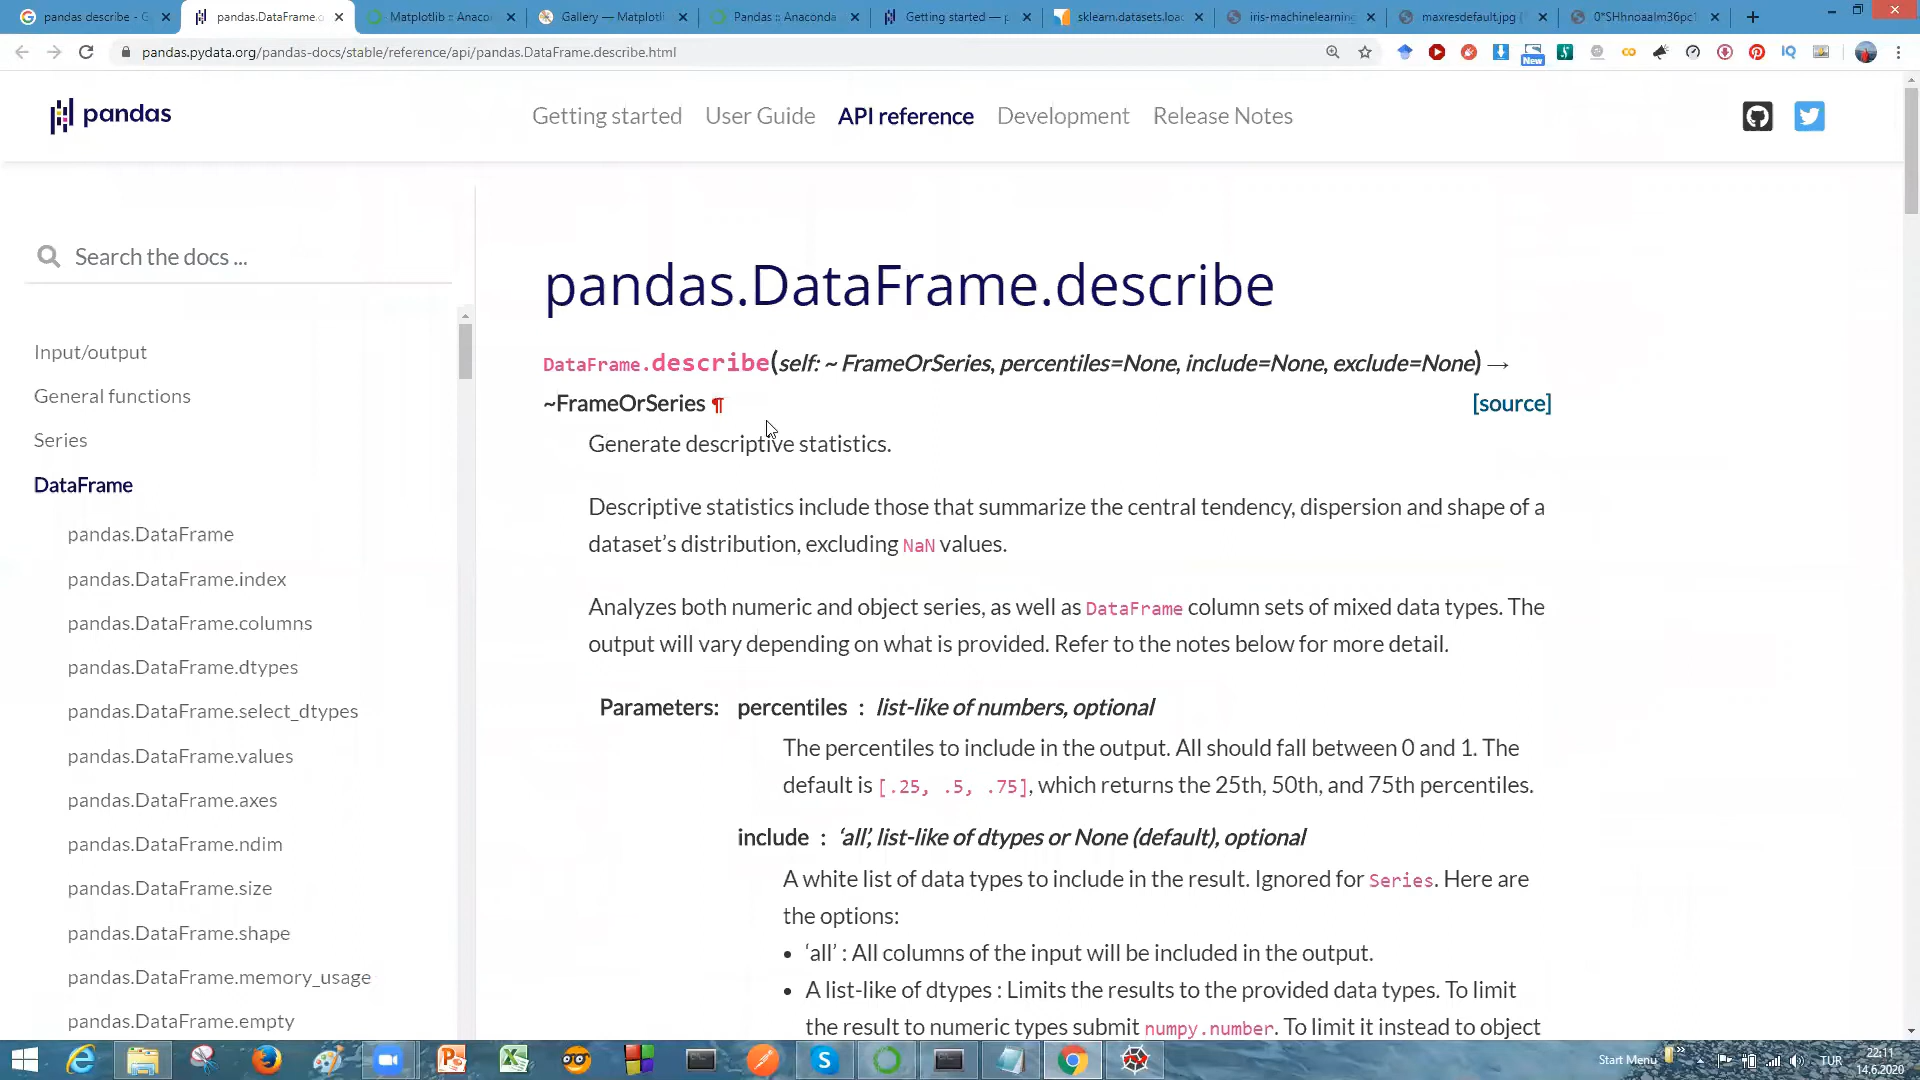 pandas describe - G
pandas.DataFrame.d
Matplotlib :: Anaco
Gallery — Matplotl
Pandas :: Anaconda
Getting started — p
sklearn.datasets.loa
iris-machinelearning
maxresdefault.jpg (
pandas.pydata.org/pandas-docs/stable/reference/api/pandas.DataFrame.describe.html
New
pandas
Getting started
User Guide
API reference
Development
Release Notes
Search the docs ...
Input/output
General functions
Series
DataFrame
pandas.DataFrame
pandas.DataFrame.index
pandas.DataFrame.columns
pandas.DataFrame.dtypes
pandas.DataFrame.select_dtypes
pandas.DataFrame.values
pandas.DataFrame.axes
pandas.DataFrame.ndim
pandas.DataFrame.size
pandas.DataFrame.shape
pandas.DataFrame.memory_usage
pandas.DataFrame.empty
pandas.DataFrame.describe
DataFrame.describe(self: ~ FrameOrSeries, percentiles=None, include=None, exclude=None) →
~FrameOrSeries ¶ [source]
Generate descriptive statistics.
Descriptive statistics include those that summarize the central tendency, dispersion and shape of a
dataset’s distribution, excluding NaN values.
Analyzes both numeric and object series, as well as DataFrame column sets of mixed data types. The
output will vary depending on what is provided. Refer to the notes below for more detail.
Parameters: percentiles : list-like of numbers, optional
The percentiles to include in the output. All should fall between 0 and 1. The
default is [.25, .5, .75], which returns the 25th, 50th, and 75th percentiles.
include : ‘all’, list-like of dtypes or None (default), optional
A white list of data types to include in the result. Ignored for Series. Here are
the options:
• ‘all’ : All columns of the input will be included in the output.
• A list-like of dtypes : Limits the results to the provided data types. To limit
the result to numeric types submit numpy.number. To limit it instead to object
Start Menu
TUR
22:11
14.6.2020